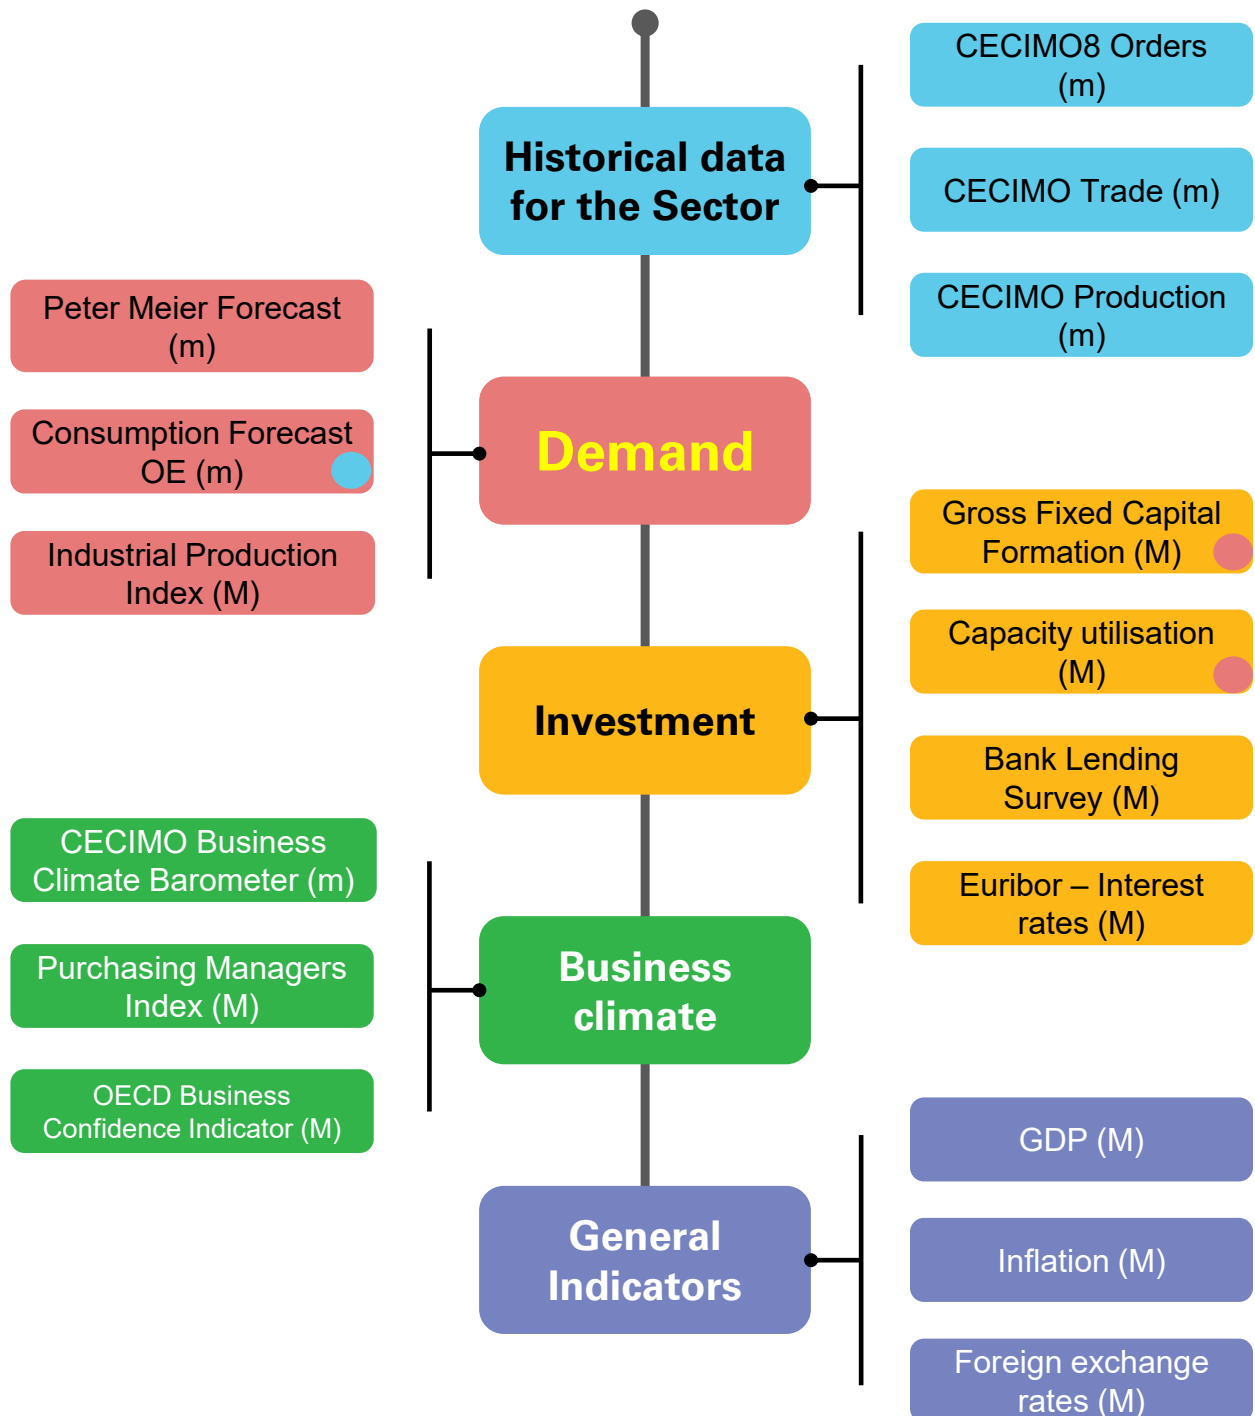 CECIMO8 Orders
(m)
Historical data
for the Sector
CECIMO Trade (m)
CECIMO Production
(m)
Peter Meier Forecast
(m)
Consumption Forecast
OE (m)
Industrial Production
Index (M)
Demand
Gross Fixed Capital
Formation (M)
Capacity utilisation
(M)
Bank Lending
Survey (M)
Euribor – Interest
rates (M)
Investment
CECIMO Business
Climate Barometer (m)
Purchasing Managers
Index (M)
OECD Business
Confidence Indicator (M)
Business
climate
GDP (M)
Inflation (M)
Foreign exchange
rates (M)
General
Indicators